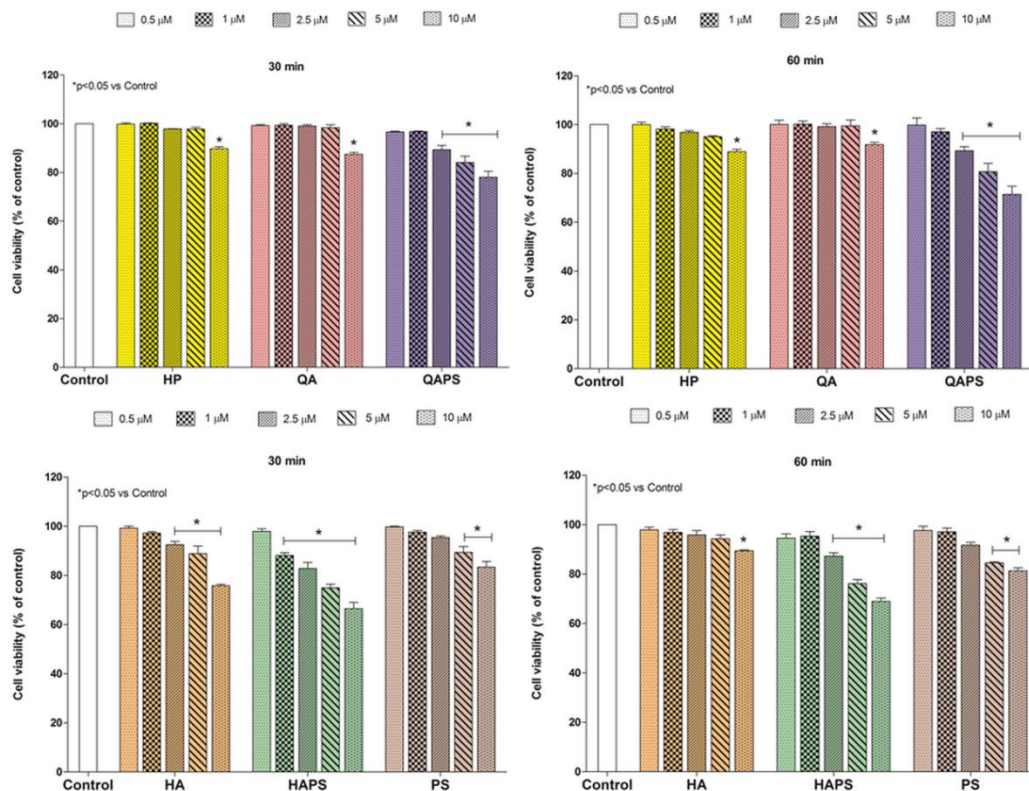 0.5 μM 1 μM 2.5 μM 5 μM 10 μM
30 min
*p<0.05 vs Control
Cell viability (% of control)
120
100
80
60
40
20
0
* * *
Control HP QA QAPS
0.5 μM 1 μM 2.5 μM 5 μM 10 μM
60 min
*p<0.05 vs Control
Cell viability (% of control)
120
100
80
60
40
20
0
* * *
Control HP QA QAPS
0.5 μM 1 μM 2.5 μM 5 μM 10 μM
30 min
*p<0.05 vs Control
Cell viability (% of control)
120
100
80
60
40
20
0
* * *
Control HA HAPS PS
0.5 μM 1 μM 2.5 μM 5 μM 10 μM
60 min
*p<0.05 vs Control
Cell viability (% of control)
120
100
80
60
40
20
0
* * *
Control HA HAPS PS